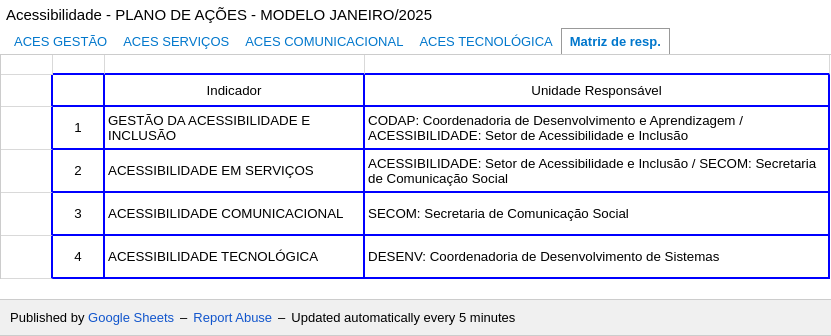 Acessibilidade - PLANO DE AÇÕES - MODELO JANEIRO/2025
ACES GESTÃO ACES SERVIÇOS ACES COMUNICACIONAL ACES TECNOLÓGICA Matriz de resp.
Indicador Unidade Responsável
1 GESTÃO DA ACESSIBILIDADE E INCLUSÃO CODAP: Coordenadoria de Desenvolvimento e Aprendizagem / ACESSIBILIDADE: Setor de Acessibilidade e Inclusão
2 ACESSIBILIDADE EM SERVIÇOS ACESSIBILIDADE: Setor de Acessibilidade e Inclusão / SECOM: Secretaria de Comunicação Social
3 ACESSIBILIDADE COMUNICACIONAL SECOM: Secretaria de Comunicação Social
4 ACESSIBILIDADE TECNOLÓGICA DESENV: Coordenadoria de Desenvolvimento de Sistemas
Published by Google Sheets – Report Abuse – Updated automatically every 5 minutes